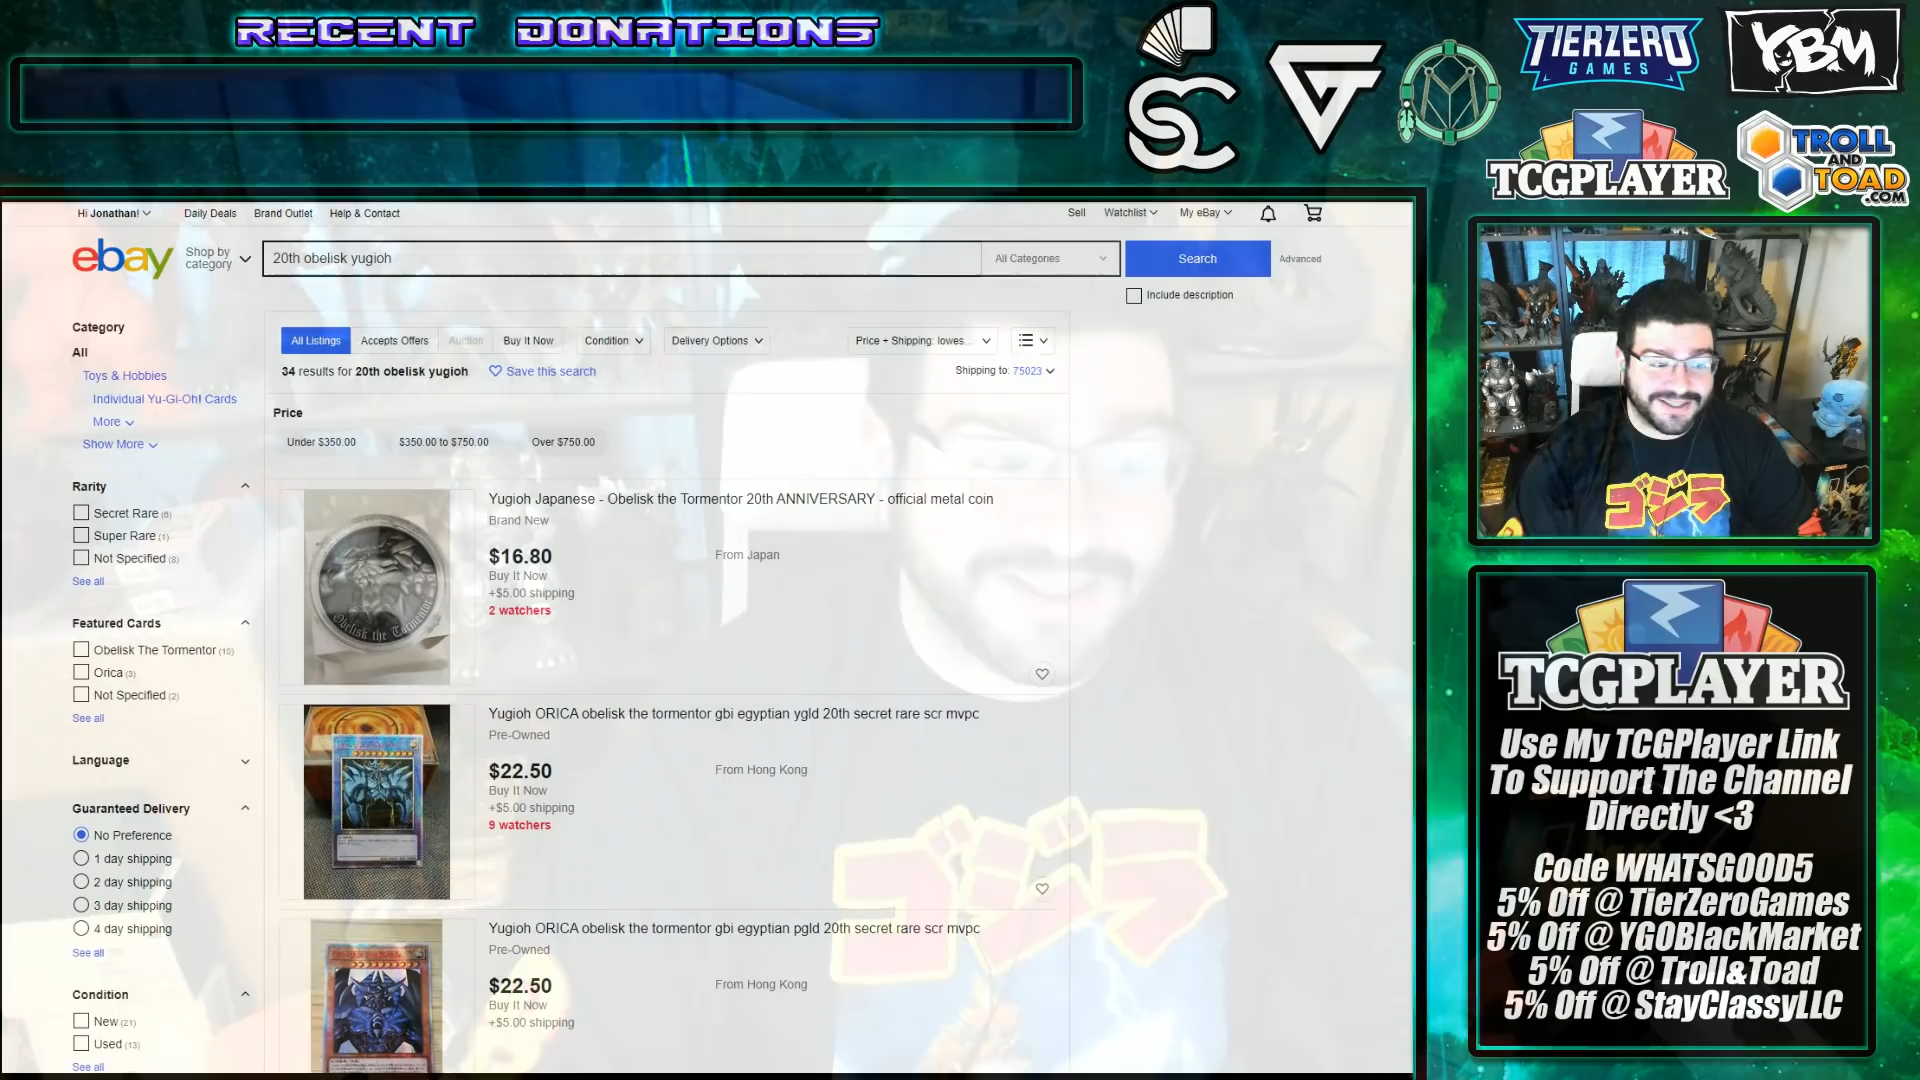 RECENT DONATIONS
SC
TIERZERO
GAMES
YBM
TCGPLAYER
TROLL
AND
TOAD
.COM
Hi Jonathan!
Daily Deals
Brand Outlet
Help & Contact
Sell
Watchlist
My eBay
ebay
Shop by
category
20th obelisk yugioh
All Categories
Search
Advanced
Include description
Category
All
Toys & Hobbies
Individual Yu-Gi-Oh! Cards
More
Show More
Rarity
Secret Rare (6)
Super Rare (1)
Not Specified (8)
See all
Featured Cards
Obelisk The Tormentor (10)
Orica (3)
Not Specified (2)
See all
Language
Guaranteed Delivery
No Preference
1 day shipping
2 day shipping
3 day shipping
4 day shipping
See all
Condition
New (21)
Used (13)
See all
All Listings
Accepts Offers
Auction
Buy It Now
Condition
Delivery Options
Price + Shipping: lowes...
34 results for 20th obelisk yugioh
Save this search
Shipping to: 75023
Price
Under $350.00
$350.00 to $750.00
Over $750.00
Obelisk the Tormentor
Yugioh Japanese - Obelisk the Tormentor 20th ANNIVERSARY - official metal coin
Brand New
$16.80
From Japan
Buy It Now
+$5.00 shipping
2 watchers
Yugioh ORICA obelisk the tormentor gbi egyptian ygld 20th secret rare scr mvpc
Pre-Owned
$22.50
From Hong Kong
Buy It Now
+$5.00 shipping
9 watchers
Yugioh ORICA obelisk the tormentor gbi egyptian pgld 20th secret rare scr mvpc
Pre-Owned
$22.50
From Hong Kong
Buy It Now
+$5.00 shipping
ゴジラ
ゴジラ
TCGPLAYER
Use My TCGPlayer Link
To Support The Channel
Directly <3
Code WHATSGOOD5
5% Off @ TierZeroGames
5% Off @ YGOBlackMarket
5% Off @ Troll&Toad
5% Off @ StayClassyLLC